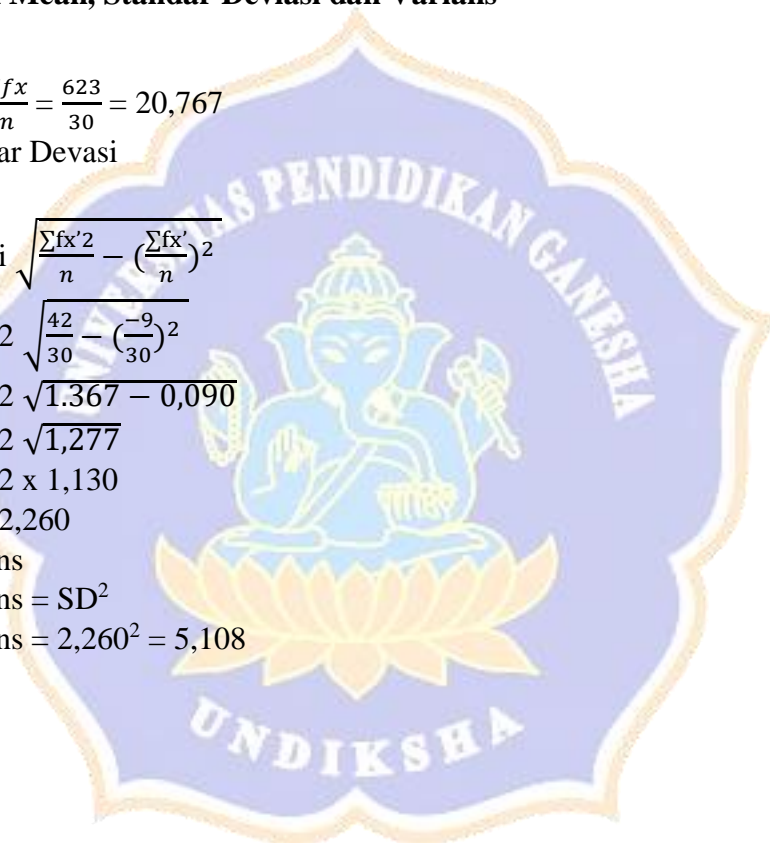 Mean, Standar Deviasi dan Varians
fx/n = 623/30 = 20,767
ar Devasi
i √(∑fx'2/n − (∑fx'/n)²)
2 √(42/30 − (−9/30)²)
2 √1.367 − 0,090
2 √1,277
2 x 1,130
2,260
ns
ns = SD²
ns = 2,260² = 5,108
UNIVERSITAS PENDIDIKAN GANESHA
UNDIKSHA